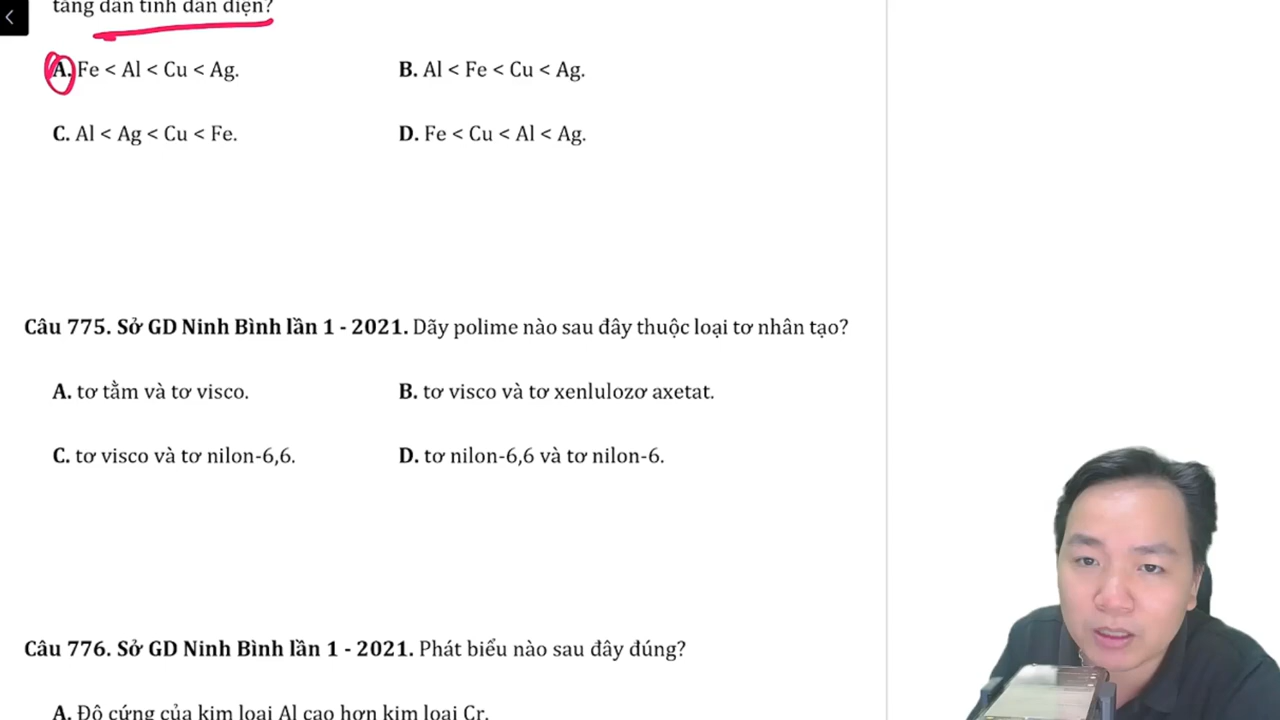 tăng dần tính dẫn điện?
A. Fe < Al < Cu < Ag.
B. Al < Fe < Cu < Ag.
C. Al < Ag < Cu < Fe.
D. Fe < Cu < Al < Ag.
Câu 775. Sở GD Ninh Bình lần 1 - 2021. Dãy polime nào sau đây thuộc loại tơ nhân tạo?
A. tơ tằm và tơ visco.
B. tơ visco và tơ xenlulozơ axetat.
C. tơ visco và tơ nilon-6,6.
D. tơ nilon-6,6 và tơ nilon-6.
Câu 776. Sở GD Ninh Bình lần 1 - 2021. Phát biểu nào sau đây đúng?
A. Độ cứng của kim loại Al cao hơn kim loại Cr.